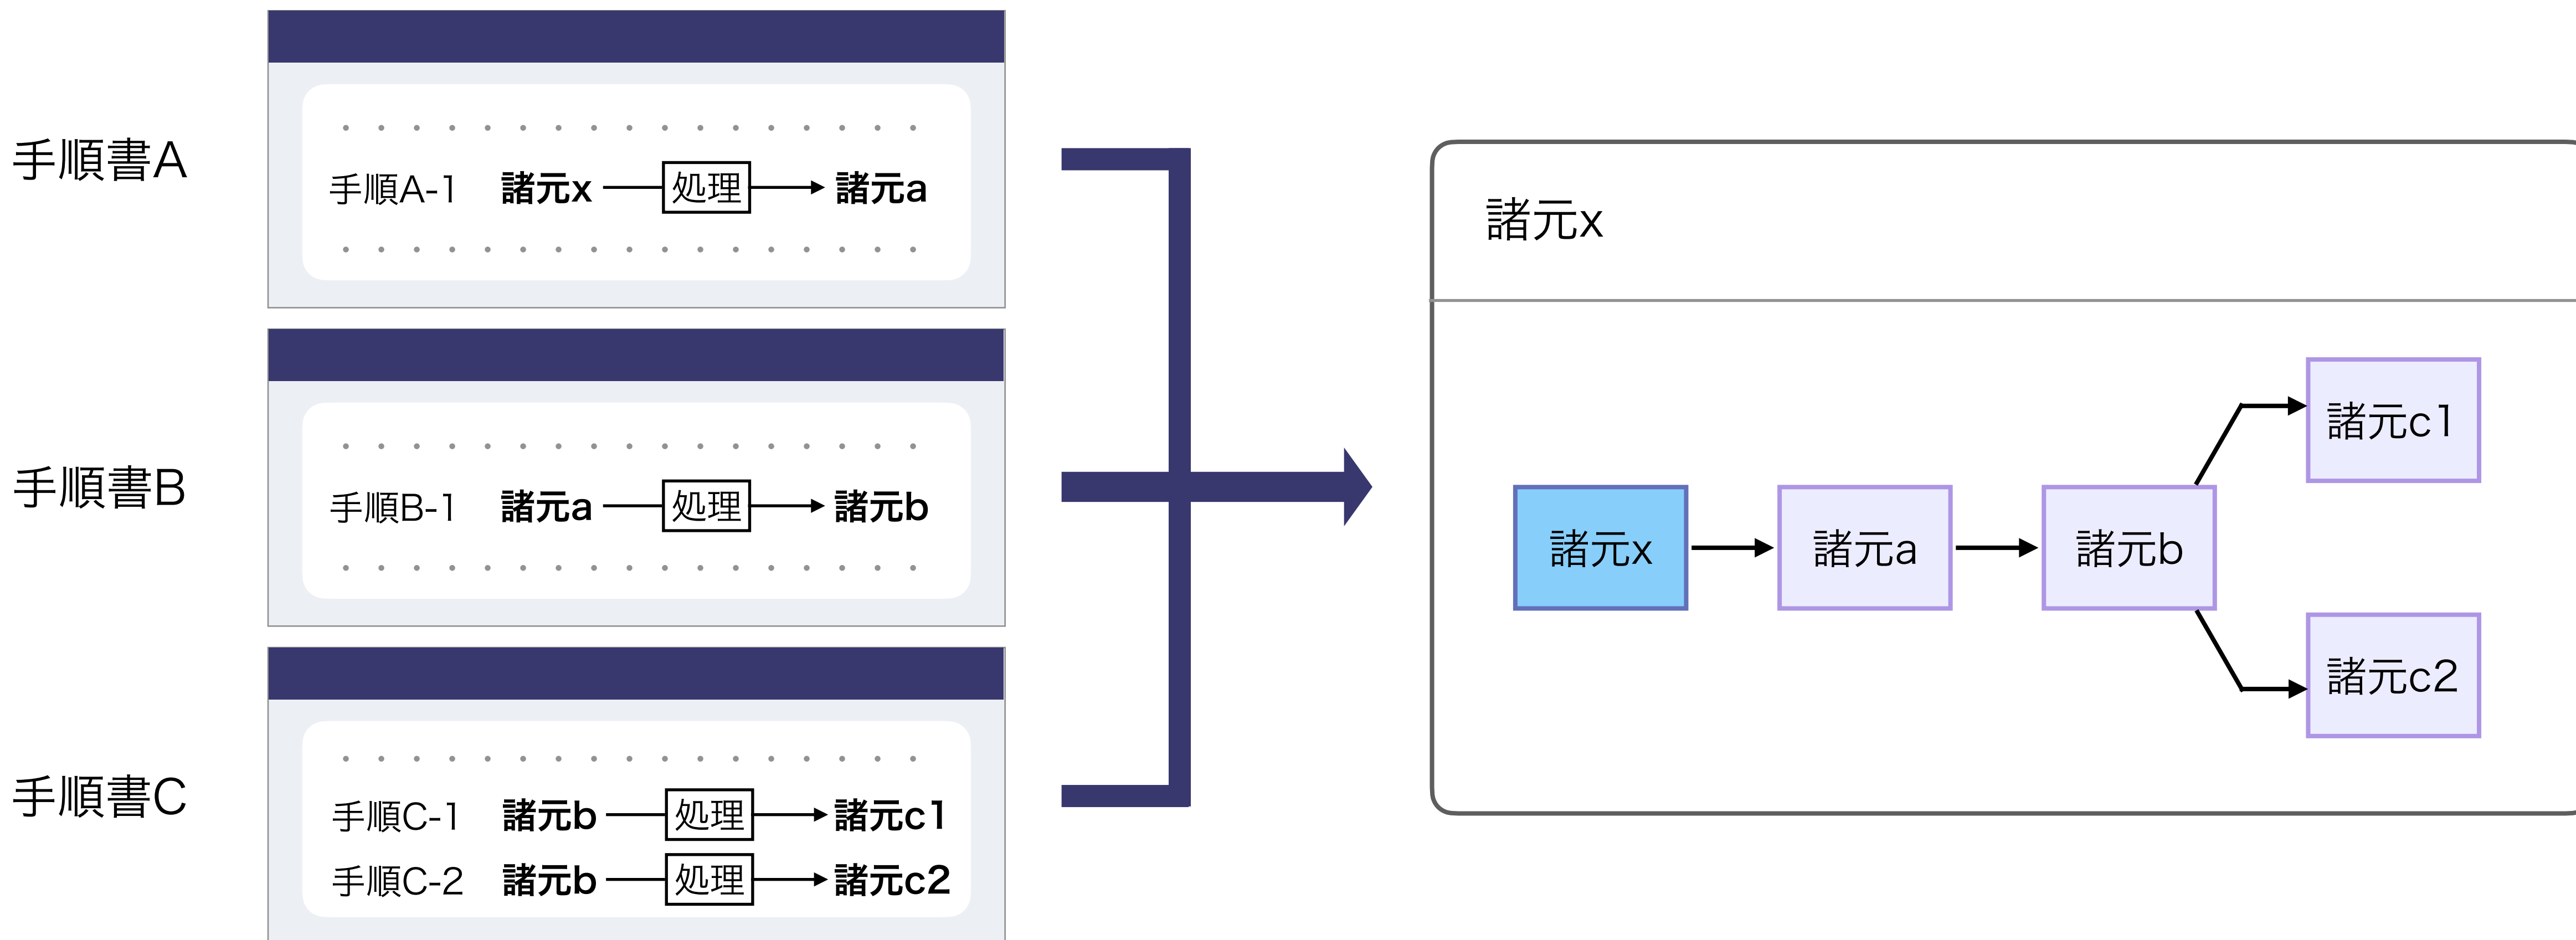 手順書A
手順A-1 諸元x 処理 諸元a
手順書B
手順B-1 諸元a 処理 諸元b
手順書C
手順C-1 諸元b 処理 諸元c1
手順C-2 諸元b 処理 諸元c2
諸元x
諸元x
諸元a
諸元b
諸元c1
諸元c2